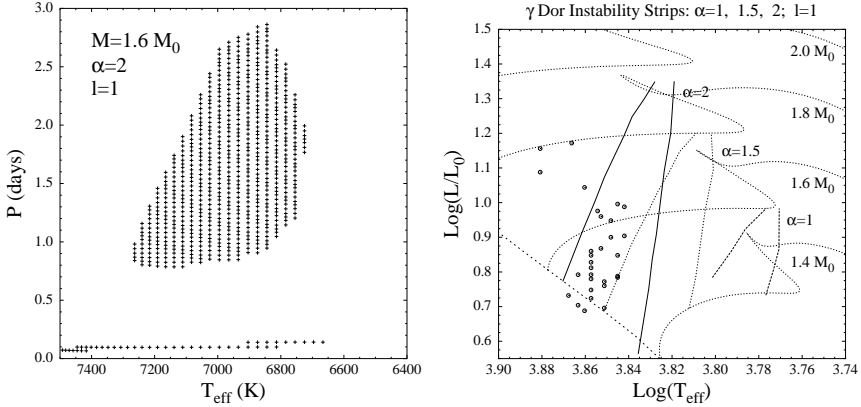 M=1.6 M0
α=2
l=1
P (days)
3.0
2.5
2.0
1.5
1.0
0.5
0.0
7400 7200 7000 6800 6600 6400
Teff (K)
γ Dor Instability Strips: α=1, 1.5, 2; l=1
Log(L/L0)
1.5
1.4
1.3
1.2
1.1
1.0
0.9
0.8
0.7
0.6
2.0 M0
α=2
1.8 M0
α=1.5
1.6 M0
α=1
1.4 M0
3.90 3.88 3.86 3.84 3.82 3.80 3.78 3.76 3.74
Log(Teff)